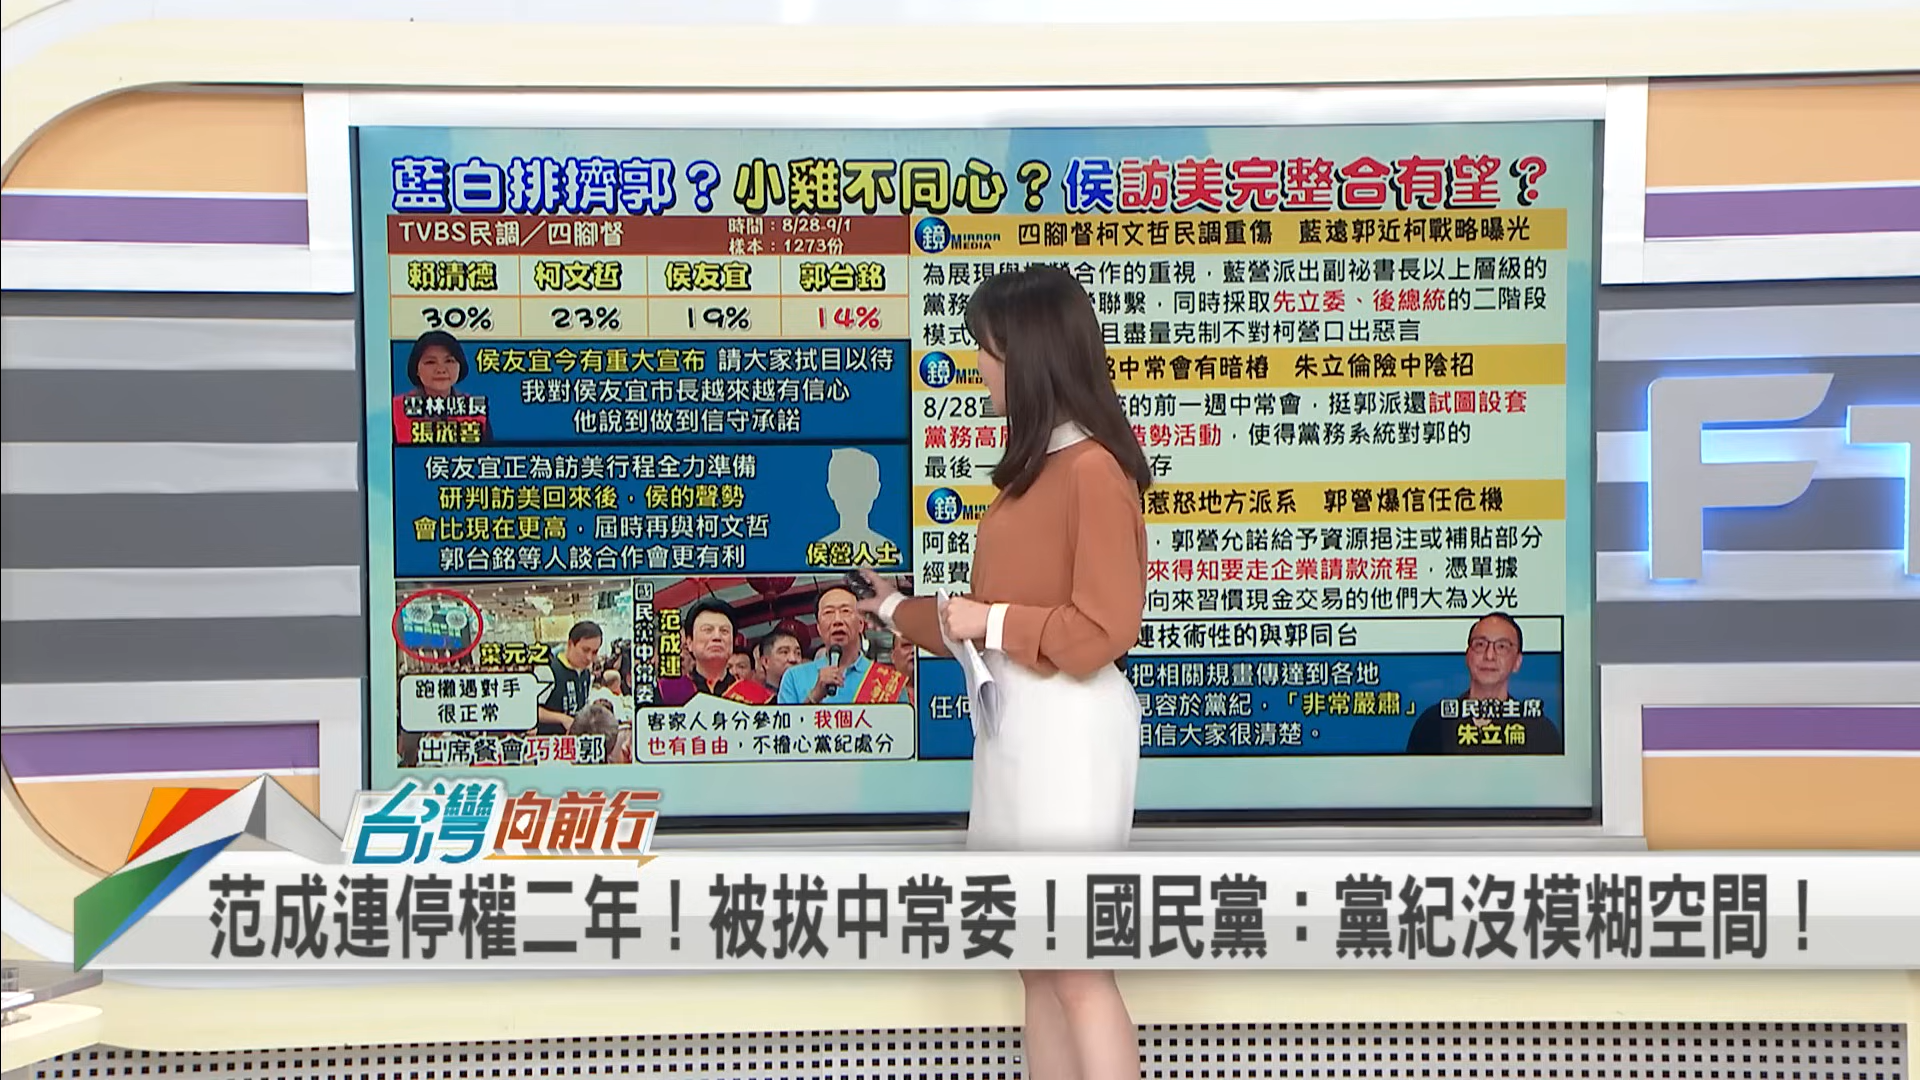 藍白排擠郭？小雞不同心？侯訪美完整合有望？
TVBS民調／四腳督
時間：8/28-9/1
樣本：1273份
賴清德 柯文哲 侯友宜 郭台銘
30% 23% 19% 14%
侯友宜今有重大宣布 請大家拭目以待
我對侯友宜市長越來越有信心
他說到做到信守承諾
雲林縣長
張麗善
侯友宜正為訪美行程全力準備
研判訪美回來後，侯的聲勢
會比現在更高，屆時再與柯文哲
郭台銘等人談合作會更有利
侯營人士
葉元之
跑攤遇對手
很正常
出席餐會巧遇郭
國民黨中常委
范成連
客家人身分參加，我個人
也有自由，不擔心黨紀處分
鏡 MIRROR MEDIA 四腳督柯文哲民調重傷 藍遠郭近柯戰略曝光
為展現與 合作的重視，藍營派出副祕書長以上層級的
黨務 聯繫，同時採取先立委、後總統的二階段
模式 且盡量克制不對柯營口出惡言
鏡 銘中常會有暗樁 朱立倫險中陰招
8/28宣 的前一週中常會，挺郭派還試圖設套
黨務高 造勢活動，使得黨務系統對郭的
最後一 存
鏡 惹怒地方派系 郭營爆信任危機
阿銘 ，郭營允諾給予資源挹注或補貼部分
經費 來得知要走企業請款流程，憑單據
向來習慣現金交易的他們大為火光
連技術性的與郭同台
把相關規畫傳達到各地
任何 見容於黨紀，「非常嚴肅」
相信大家很清楚。
國民黨主席
朱立倫
FT
台灣向前行
范成連停權二年！被拔中常委！國民黨：黨紀沒模糊空間！